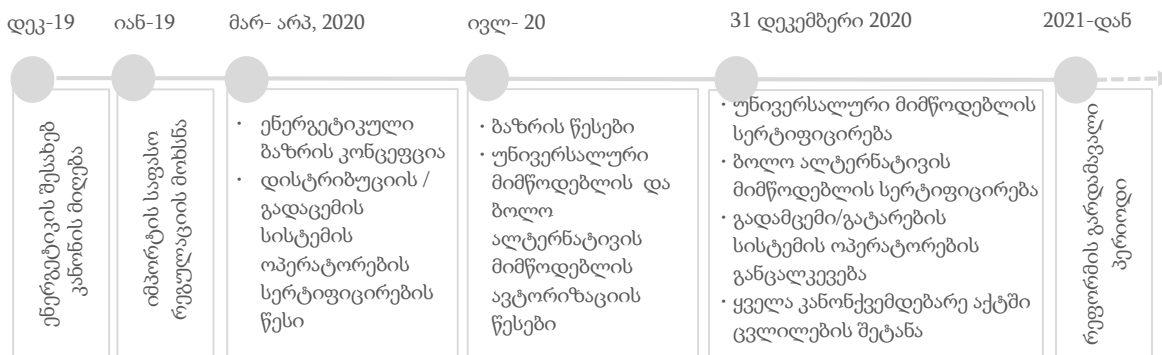 დეკ-19
იან-19
მარ- არპ, 2020
ივლ- 20
31 დეკემბერი 2020
2021-დან
ენერგეტიკის შესახებ
კანონის მიღება
იმპორტის საფასო
რეგულაციის მოხსნა
· ენერგეტიკული
ბაზრის კონცეფცია
· დისტრიბუციის /
გადაცემის
სისტემის
ოპერატორების
სერტიფიცირების
წესი
· ბაზრის წესები
· უნივერსალური
მიმწოდებლის და
ბოლო
ალტერნატივის
მიმწოდებლის
ავტორიზაციის
წესები
· უნივერსალური მიმწოდებლის
სერტიფიცირება
· ბოლო ალტერნატივის
მიმწოდებლის სერტიფიცირება
· გადამცემი/გატარების
სისტემის ოპერატორების
განცალკევება
· ყველა კანონქვემდებარე აქტში
ცვლილების შეტანა
რეფორმის გარდამავალი
პერიოდი